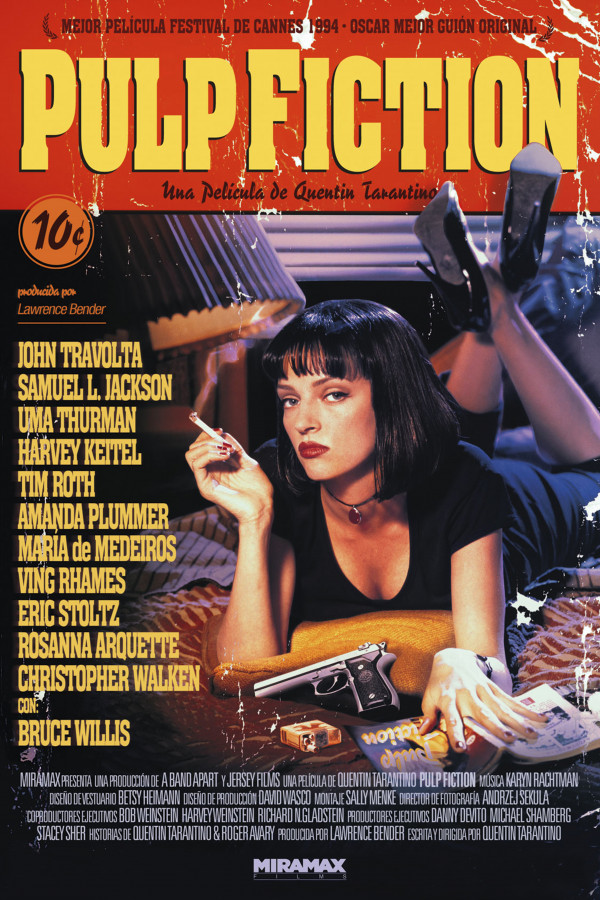 MEJOR PELÍCULA FESTIVAL DE CANNES 1994 • OSCAR MEJOR GUIÓN ORIGINAL
PULP FICTION
Una Película de Quentin Tarantino
10¢
producida por
Lawrence Bender
JOHN TRAVOLTA
SAMUEL L. JACKSON
UMA THURMAN
HARVEY KEITEL
TIM ROTH
AMANDA PLUMMER
MARÍA de MEDEIROS
VING RHAMES
ERIC STOLTZ
ROSANNA ARQUETTE
CHRISTOPHER WALKEN
CON:
BRUCE WILLIS
pulp
fiction
MIRAMAX PRESENTA UNA PRODUCCIÓN DE A BAND APART Y JERSEY FILMS UNA PELÍCULA DE QUENTIN TARANTINO PULP FICTION MÚSICA KARYN RACHTMAN
DISEÑO DE VESTUARIO BETSY HEIMANN DISEÑO DE PRODUCCIÓN DAVID WASCO MONTAJE SALLY MENKE DIRECTOR DE FOTOGRAFÍA ANDRZEJ SEKULA
COPRODUCTORES EJECUTIVOS BOB WEINSTEIN HARVEY WEINSTEIN RICHARD N. GLADSTEIN PRODUCTORES EJECUTIVOS DANNY DEVITO MICHAEL SHAMBERG
STACEY SHER HISTORIAS DE QUENTIN TARANTINO & ROGER AVARY PRODUCIDA POR LAWRENCE BENDER ESCRITA Y DIRIGIDA POR QUENTIN TARANTINO
MIRAMAX
FILMS